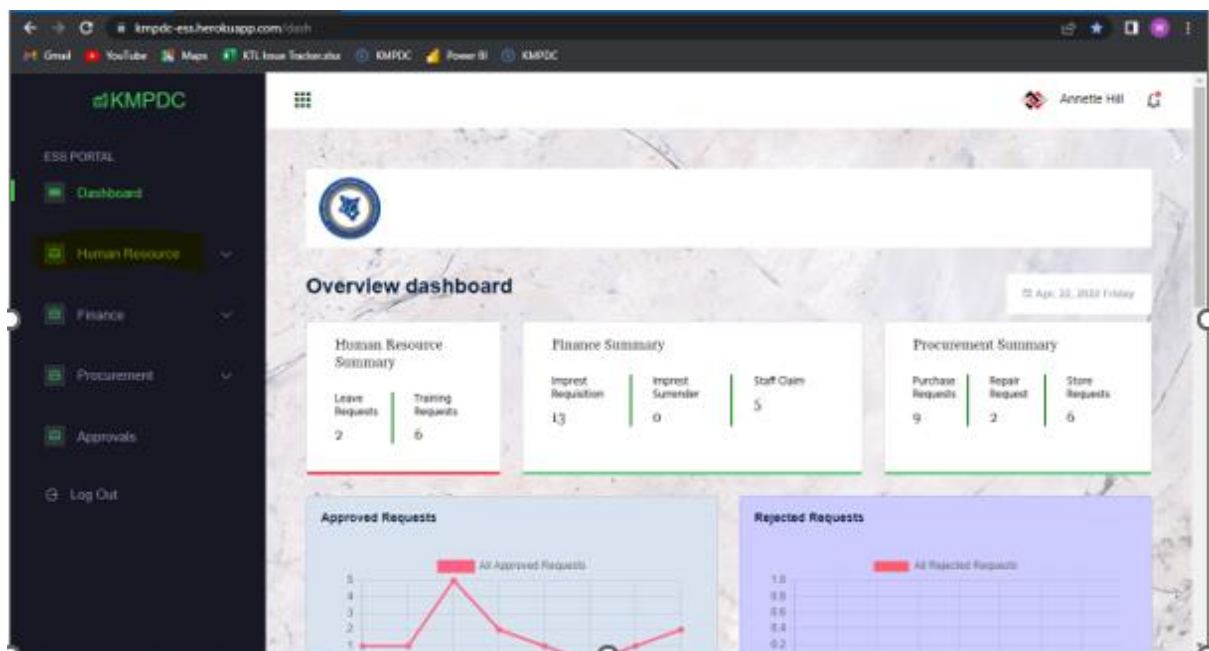 kmpdc-ess.herokuapp.com/dash
Gmail YouTube Maps KTL Issue Tracker.xlsx KMPDC Power BI KMPDC
KMPDC
Annette Hill
ESS PORTAL
Dashboard
Human Resource
Finance
Procurement
Approvals
Log Out
Overview dashboard
Apr, 22, 2022 Friday
Human Resource
Summary
Leave
Requests
2
Training
Requests
6
Finance Summary
Imprest
Requisition
13
Imprest
Surrender
0
Staff Claim
5
Procurement Summary
Purchase
Requests
9
Repair
Request
2
Store
Requests
6
Approved Requests
All Approved Requests
5
4
3
2
1
Rejected Requests
All Rejected Requests
1.0
0.8
0.6
0.4
0.2